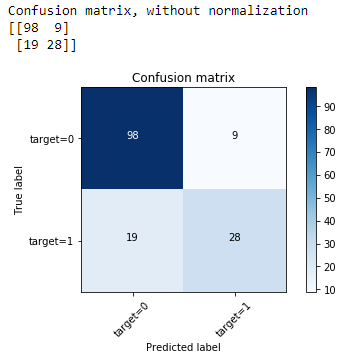 Confusion matrix, without normalization
[[98  9]
 [19 28]]
Confusion matrix
target=0
target=1
True label
98
9
19
28
target=0
target=1
Predicted label
90
80
70
60
50
40
30
20
10